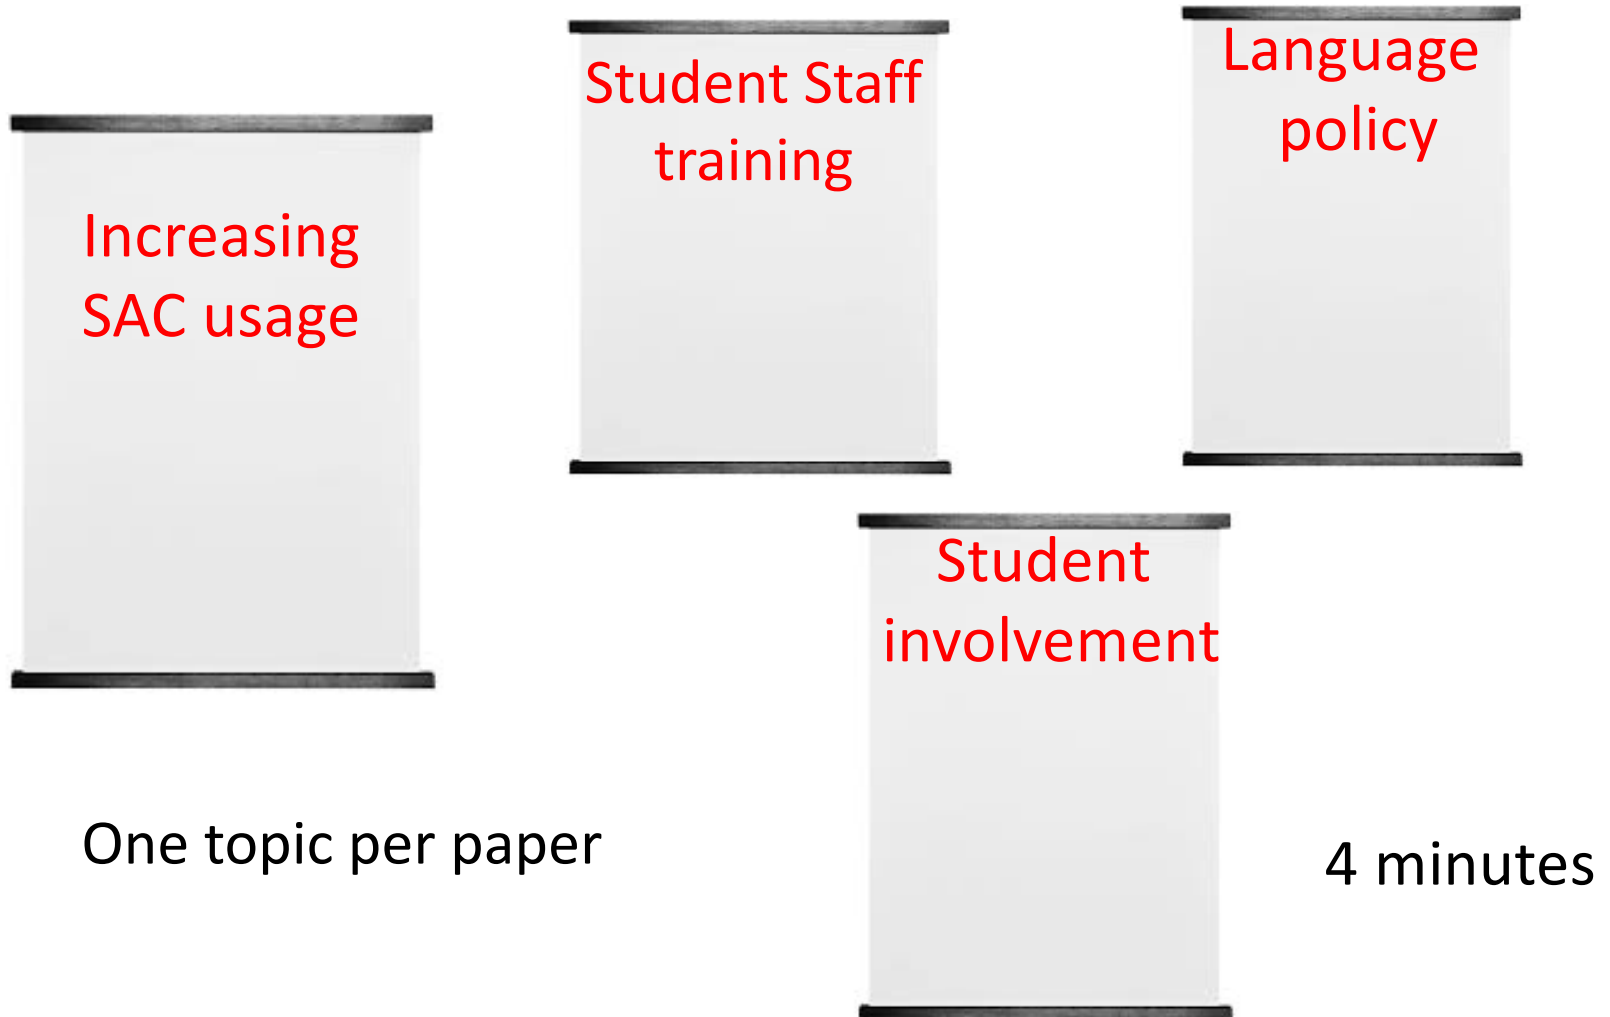 Increasing
SAC usage
Student Staff
training
Language
policy
Student
involvement
One topic per paper
4 minutes